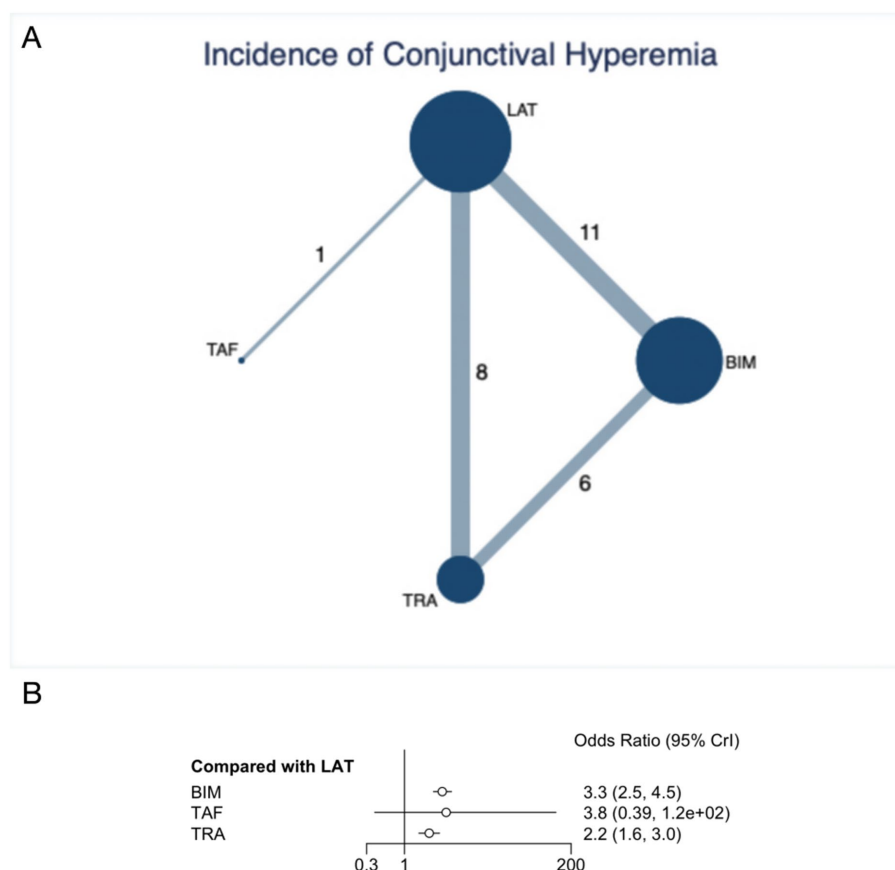 A
Incidence of Conjunctival Hyperemia
LAT
11
1
TAF
BIM
8
6
TRA
B
Odds Ratio (95% CrI)
Compared with LAT
BIM 3.3 (2.5, 4.5)
TAF 3.8 (0.39, 1.2e+02)
TRA 2.2 (1.6, 3.0)
0.3 1 200